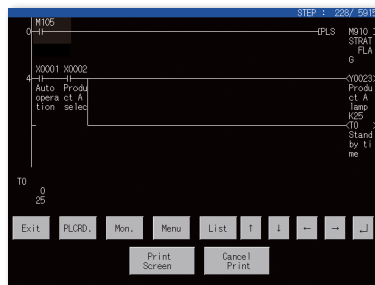 STEP : 228/ 5915
M105
0 PLS M910
STRAT
FLA
G
X0001 X0002
4 Y0023
Auto Produ Produ
opera ct A ct A
tion selec lamp
K25
T0
Stand
by ti
me
T0
0
25
Exit PLCRD. Mon. Menu List ↑ ↓ ← → ↵
Print Cancel
Screen Print